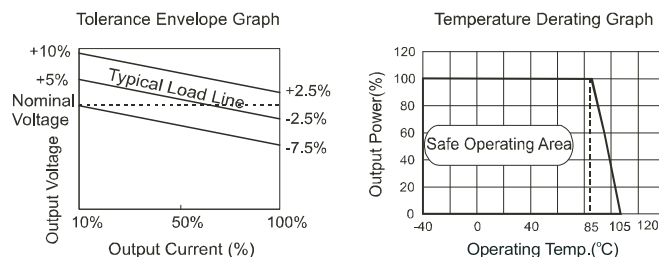 Tolerance Envelope Graph
+10%
+5%
Nominal
Voltage
Output Voltage
Typical Load Line
+2.5%
-2.5%
-7.5%
10%
50%
100%
Output Current (%)
Temperature Derating Graph
Output Power(%)
120
100
80
60
40
20
0
Safe Operating Area
-40
0
40
85
105
120
Operating Temp.(°C)